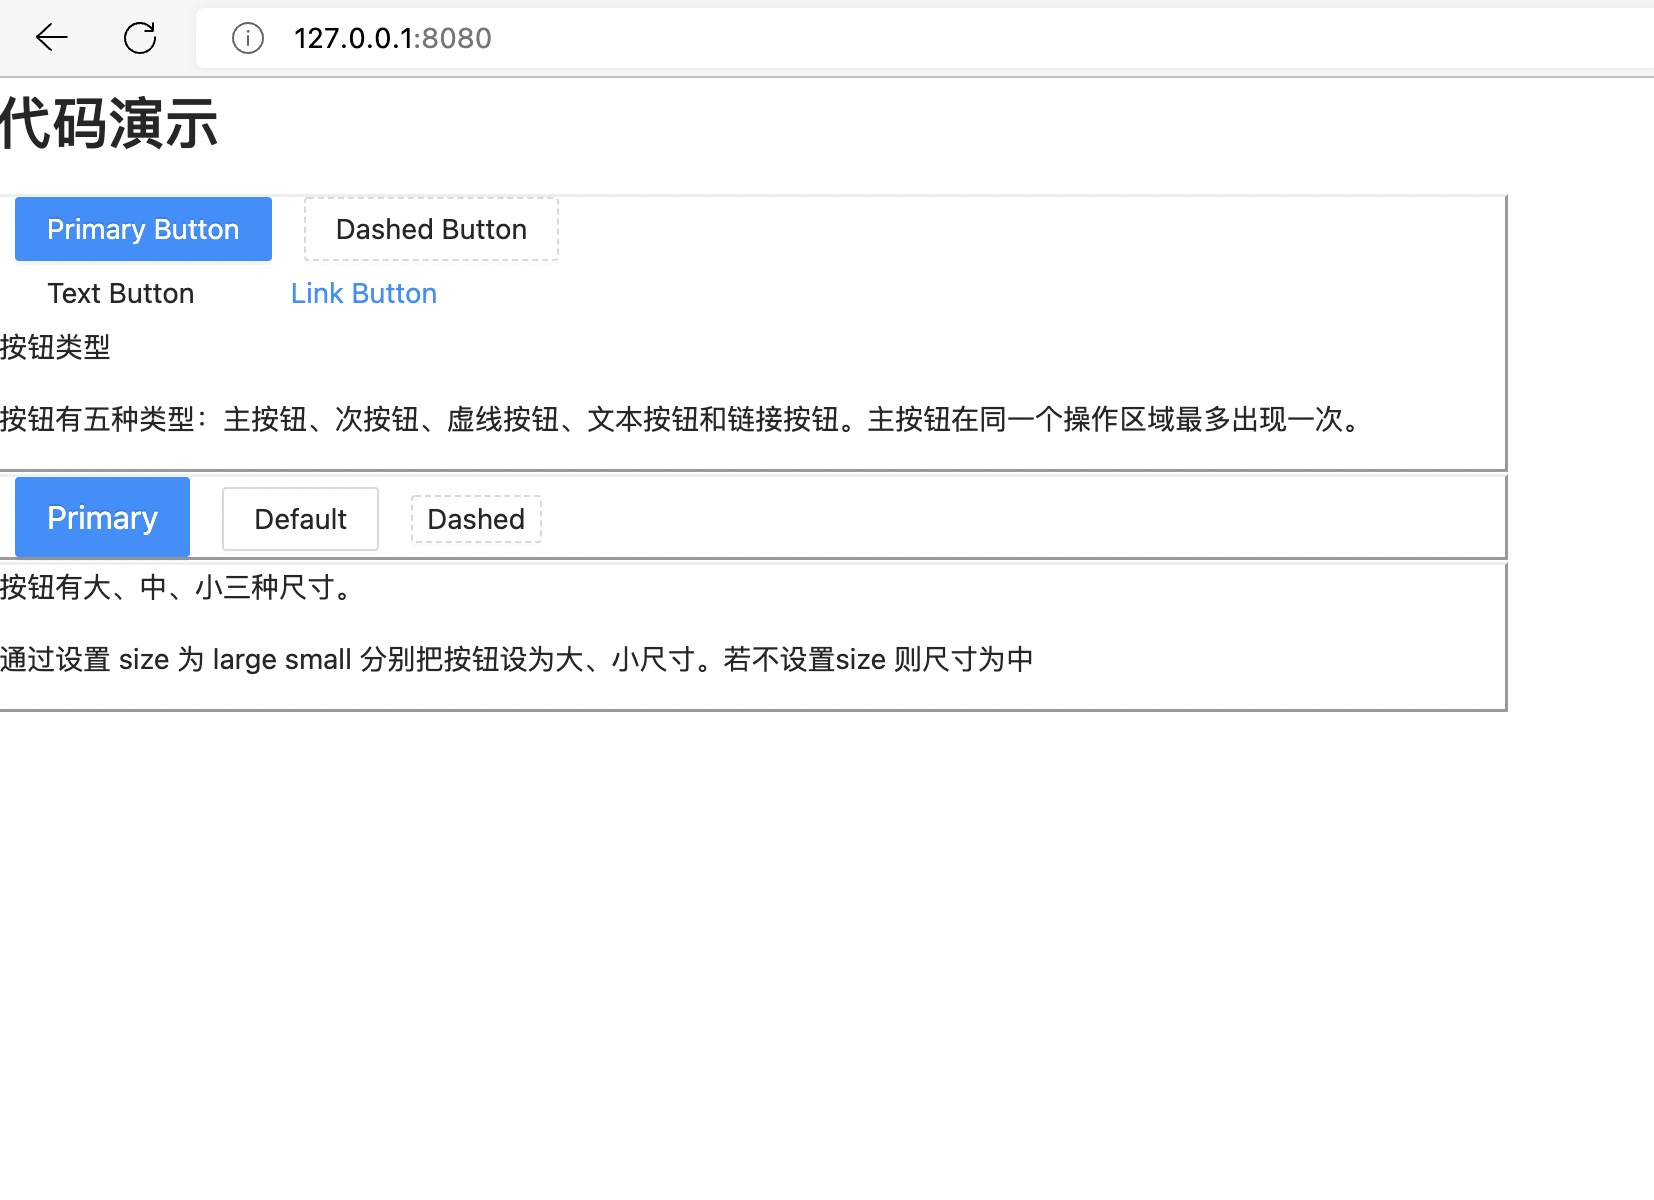 127.0.0.1:8080
代码演示
Primary Button Dashed Button
Text Button Link Button
按钮类型
按钮有五种类型：主按钮、次按钮、虚线按钮、文本按钮和链接按钮。主按钮在同一个操作区域最多出现一次。
Primary Default Dashed
按钮有大、中、小三种尺寸。
通过设置 size 为 large small 分别把按钮设为大、小尺寸。若不设置size 则尺寸为中